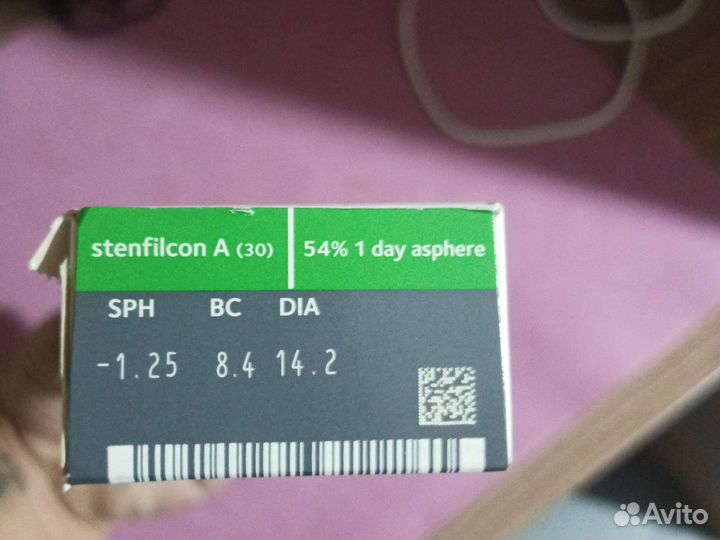 stenfilcon A (30) 54% 1 day asphere
SPH BC DIA
-1.25 8.4 14.2
Avito